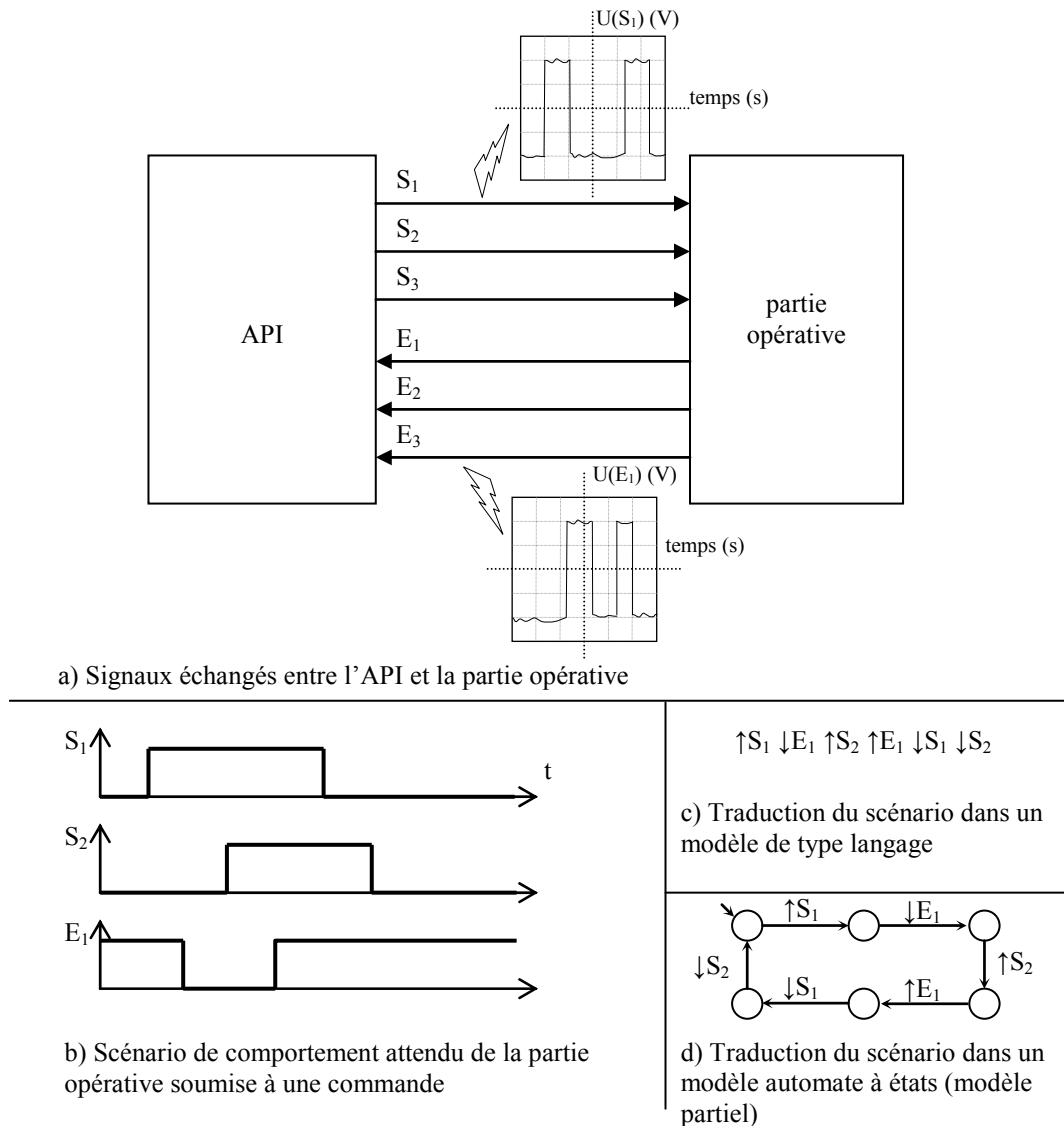 U(S₁) (V)
temps (s)
S₁
S₂
S₃
E₁
E₂
E₃
API
partie
opérative
U(E₁) (V)
temps (s)
a) Signaux échangés entre l’API et la partie opérative
S₁
t
S₂
E₁
b) Scénario de comportement attendu de la partie
opérative soumise à une commande
↑S₁ ↓E₁ ↑S₂ ↑E₁ ↓S₁ ↓S₂
c) Traduction du scénario dans un
modèle de type langage
↑S₁ ↓E₁
↓S₂ ↑S₂
↓S₁ ↑E₁
d) Traduction du scénario dans un
modèle automate à états (modèle
partiel)